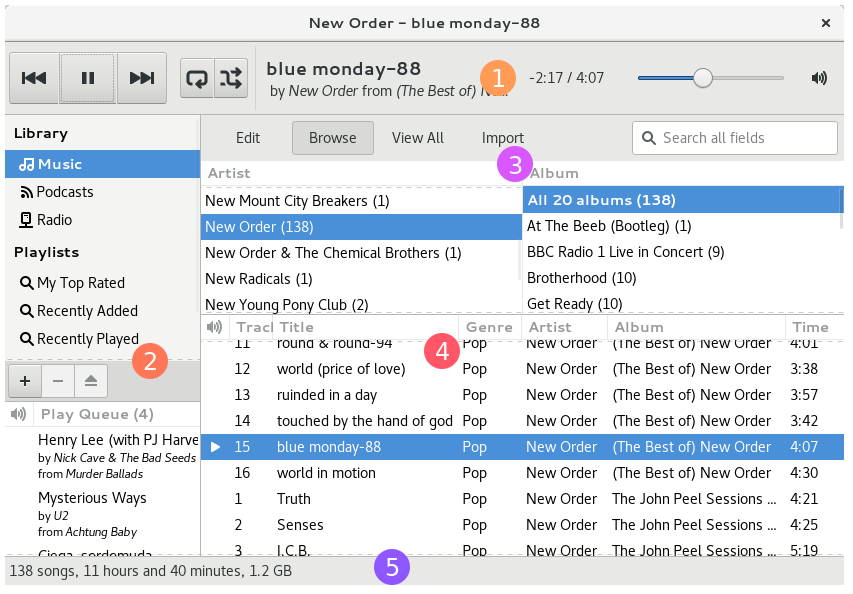 New Order - blue monday-88
blue monday-88
by New Order from (The Best of)
1
-2:17 / 4:07
Library
Music
Podcasts
Radio
Playlists
My Top Rated
Recently Added
Recently Played
2
Play Queue (4)
Henry Lee (with PJ Harve
by Nick Cave & The Bad Seeds
from Murder Ballads
Mysterious Ways
by U2
from Achtung Baby
Ciega, sordomuda
Edit Browse View All Import Search all fields
3
Artist
New Mount City Breakers (1)
New Order (138)
New Order & The Chemical Brothers (1)
New Radicals (1)
New Young Pony Club (2)
Album
All 20 albums (138)
At The Beeb (Bootleg) (1)
BBC Radio 1 Live in Concert (9)
Brotherhood (10)
Get Ready (10)
Track Title Genre Artist Album Time
4
11 round & round-94 Pop New Order (The Best of) New Order 4:01
12 world (price of love) Pop New Order (The Best of) New Order 3:38
13 ruined in a day Pop New Order (The Best of) New Order 3:57
14 touched by the hand of god Pop New Order (The Best of) New Order 3:42
15 blue monday-88 Pop New Order (The Best of) New Order 4:07
16 world in motion Pop New Order (The Best of) New Order 4:30
1 Truth Pop New Order The John Peel Sessions ... 4:21
2 Senses Pop New Order The John Peel Sessions ... 4:25
3 I.C.B. Pop New Order The John Peel Sessions ... 5:19
138 songs, 11 hours and 40 minutes, 1.2 GB
5